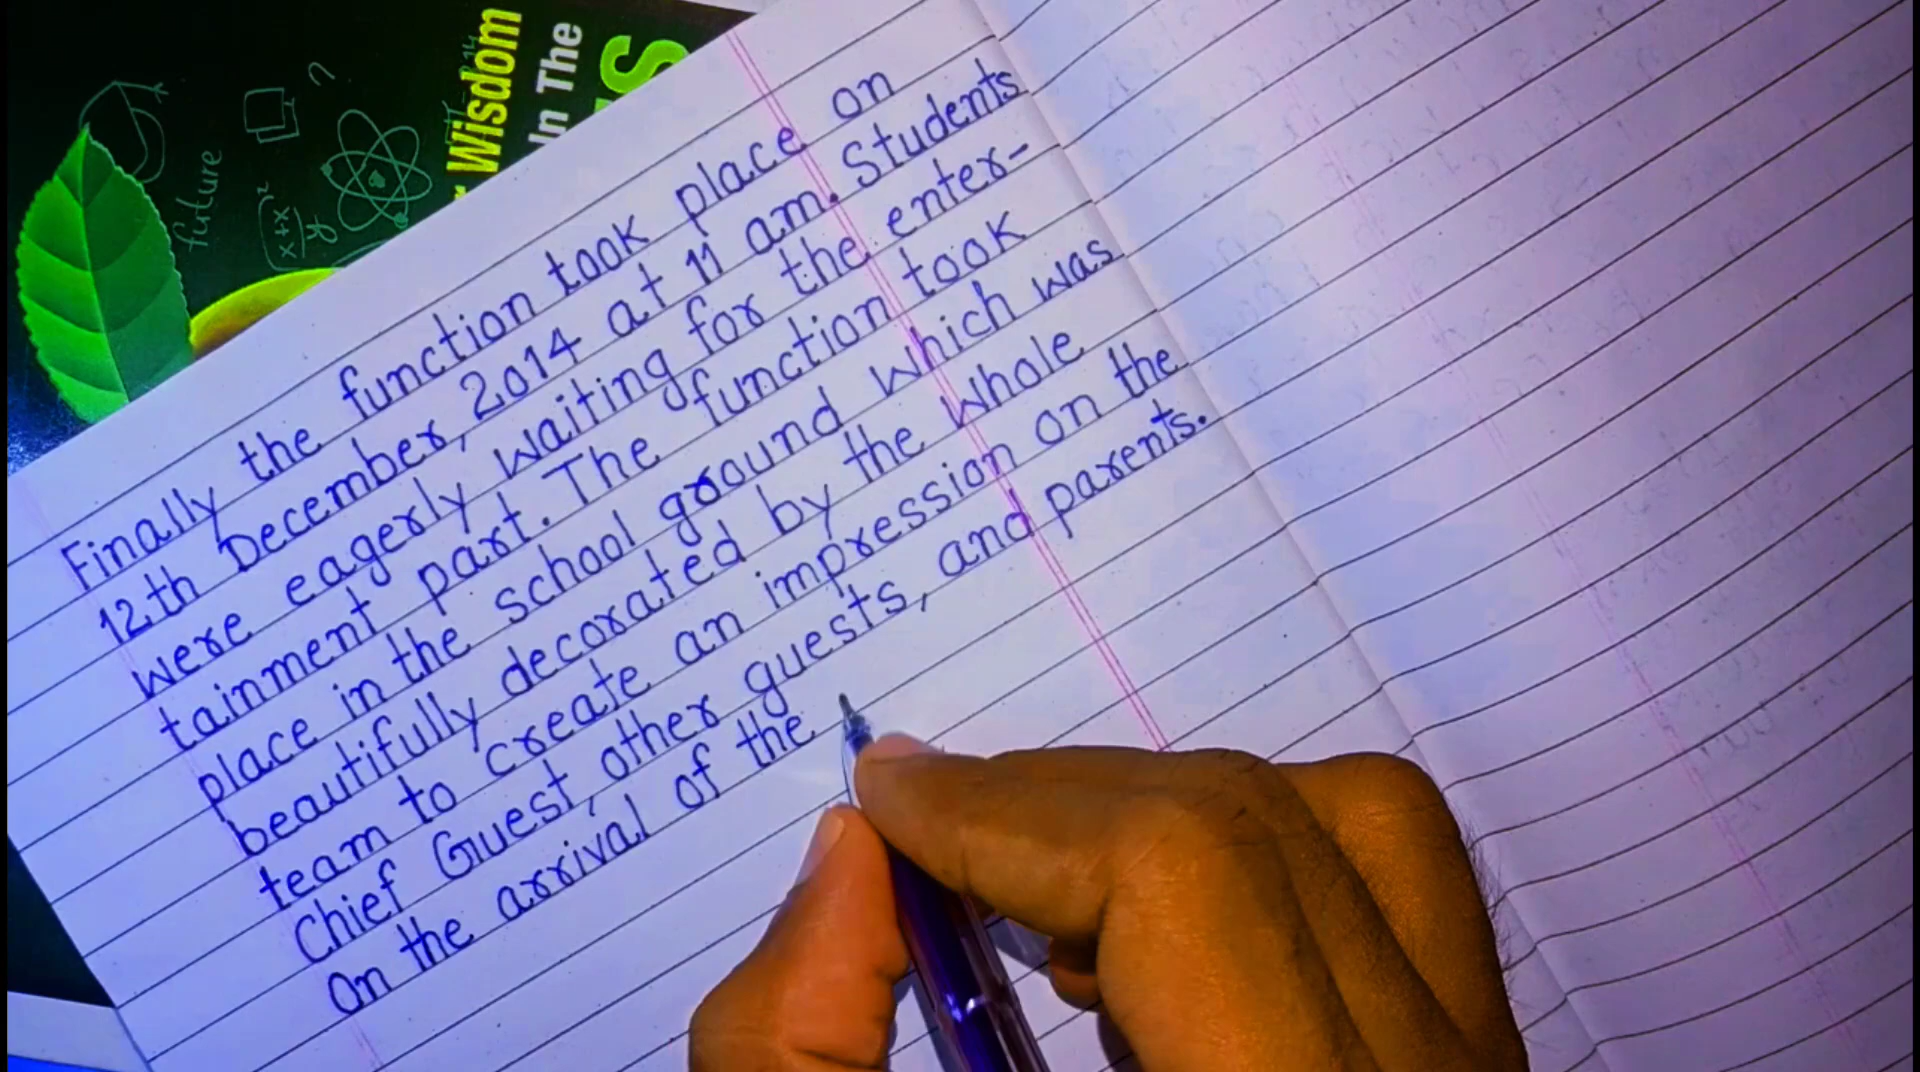 Wisdom
In The
future
Finally the function took place on
12th December, 2014 at 11 am. Students
were eagerly waiting for the enter-
tainment part. The function took
place in the school ground which was
beautifully decorated by the whole
team to create an impression on the
Chief Guest, other guests, and parents.
On the arrival of the